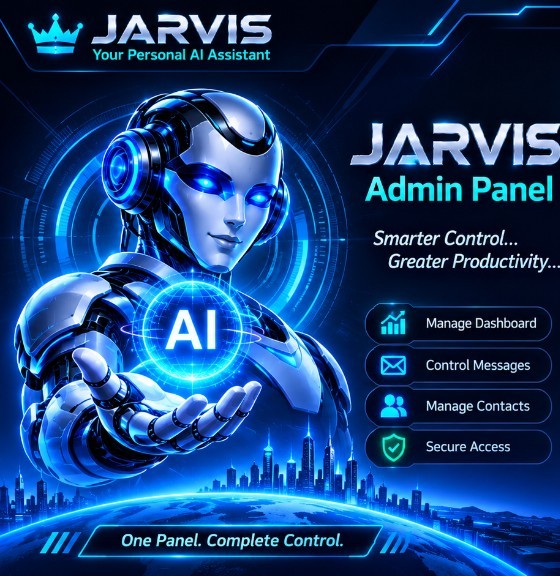 JARVIS
Your Personal AI Assistant
JARVIS
Admin Panel
Smarter Control...
Greater Productivity...
AI
Manage Dashboard
Control Messages
Manage Contacts
Secure Access
One Panel. Complete Control.